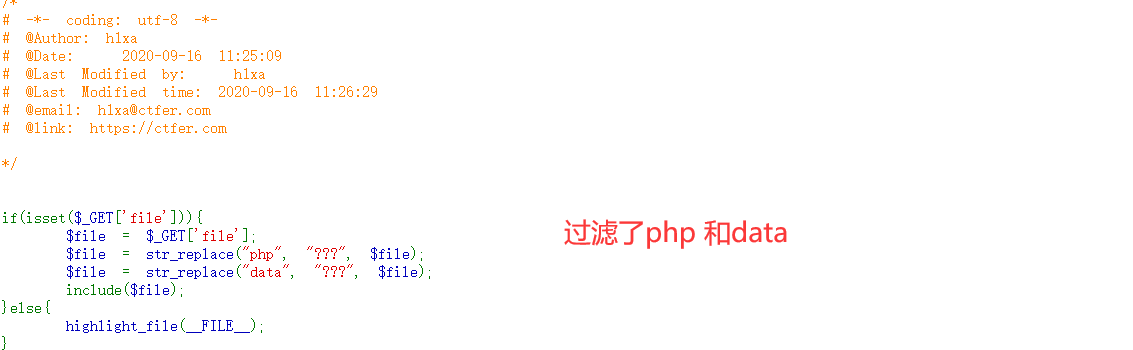 /*
# -*- coding: utf-8 -*-
# @Author: h1xa
# @Date: 2020-09-16 11:25:09
# @Last Modified by: h1xa
# @Last Modified time: 2020-09-16 11:26:29
# @email: h1xa@ctfer.com
# @link: https://ctfer.com
*/
if(isset($_GET['file'])){
$file = $_GET['file'];
$file = str_replace("php", "???", $file);
过滤了php 和data
$file = str_replace("data", "???", $file);
include($file);
}else{
highlight_file(__FILE__);
}